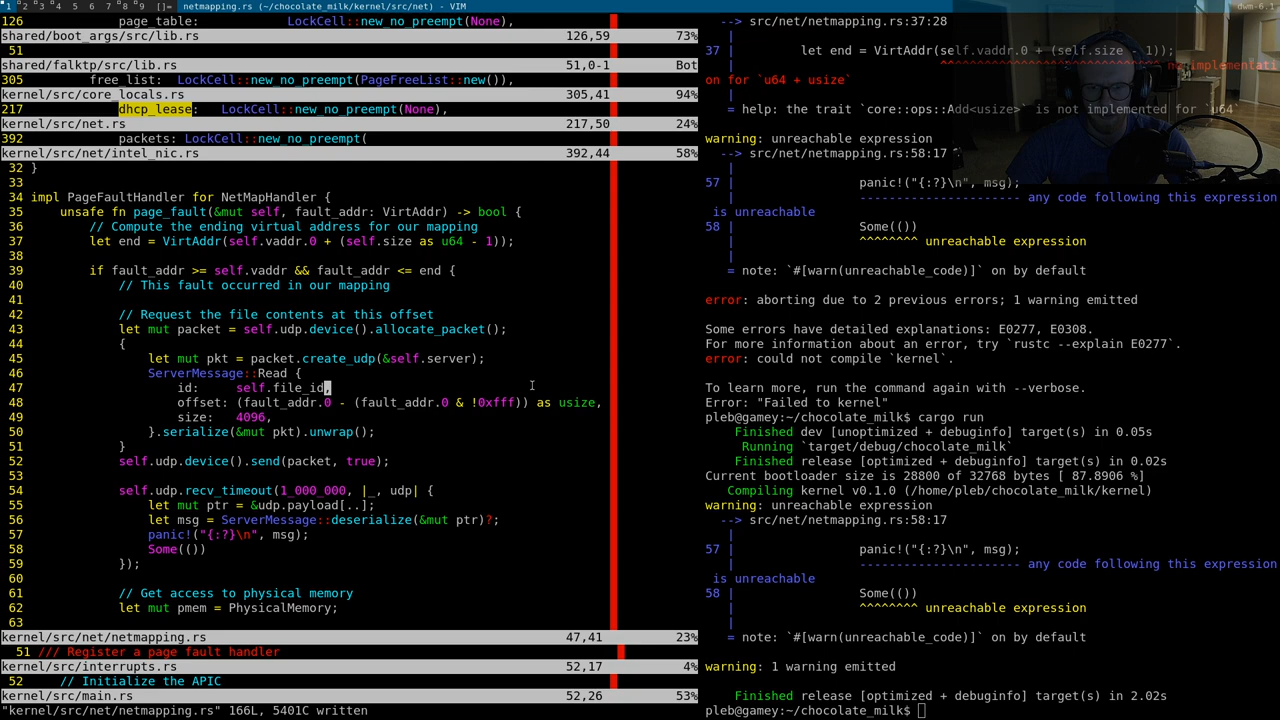 1 2 3 4 5 6 7 8 9 []= netmapping.rs (~/chocolate_milk/kernel/src/net) - VIM dwm-6.1
126 page_table: LockCell::new_no_preempt(None),
shared/boot_args/src/lib.rs 126,59 73%
51
shared/falktp/src/lib.rs 51,0-1 Bot
305 free_list: LockCell::new_no_preempt(PageFreeList::new()),
kernel/src/core_locals.rs 305,41 94%
217 dhcp_lease: LockCell::new_no_preempt(None),
kernel/src/net.rs 217,50 24%
392 packets: LockCell::new_no_preempt(
kernel/src/net/intel_nic.rs 392,44 58%
32 }
33
34 impl PageFaultHandler for NetMapHandler {
35 unsafe fn page_fault(&mut self, fault_addr: VirtAddr) -> bool {
36 // Compute the ending virtual address for our mapping
37 let end = VirtAddr(self.vaddr.0 + (self.size as u64 - 1));
38
39 if fault_addr >= self.vaddr && fault_addr <= end {
40 // This fault occurred in our mapping
41
42 // Request the file contents at this offset
43 let mut packet = self.udp.device().allocate_packet();
44 {
45 let mut pkt = packet.create_udp(&self.server);
46 ServerMessage::Read {
47 id: self.file_id,
48 offset: (fault_addr.0 - (fault_addr.0 & !0xfff)) as usize,
49 size: 4096,
50 }.serialize(&mut pkt).unwrap();
51 }
52 self.udp.device().send(packet, true);
53
54 self.udp.recv_timeout(1_000_000, |_, udp| {
55 let mut ptr = &udp.payload[..];
56 let msg = ServerMessage::deserialize(&mut ptr)?;
57 panic!("{:?}\n", msg);
58 Some(())
59 });
60
61 // Get access to physical memory
62 let mut pmem = PhysicalMemory;
63
kernel/src/net/netmapping.rs 47,41 23%
51 /// Register a page fault handler
kernel/src/interrupts.rs 52,17 4%
52 // Initialize the APIC
kernel/src/main.rs 52,26 53%
"kernel/src/net/netmapping.rs" 166L, 5401C written
--> src/net/netmapping.rs:37:28
|
37 | let end = VirtAddr(self.vaddr.0 + (self.size - 1));
| ^^^^^^^^^^^^^^^^^^^^^^^^^^^^ no implementati
on for `u64 + usize`
|
= help: the trait `core::ops::Add<usize>` is not implemented for `u64`
warning: unreachable expression
--> src/net/netmapping.rs:58:17
|
57 | panic!("{:?}\n", msg);
| --------------------- any code following this expression
is unreachable
58 | Some(())
| ^^^^^^^^ unreachable expression
|
= note: `#[warn(unreachable_code)]` on by default
error: aborting due to 2 previous errors; 1 warning emitted
Some errors have detailed explanations: E0277, E0308.
For more information about an error, try `rustc --explain E0277`.
error: could not compile `kernel`.
To learn more, run the command again with --verbose.
Error: "Failed to kernel"
pleb@gamey:~/chocolate_milk$ cargo run
Finished dev [unoptimized + debuginfo] target(s) in 0.05s
Running `target/debug/chocolate_milk`
Finished release [optimized + debuginfo] target(s) in 0.02s
Current bootloader size is 28800 of 32768 bytes [ 87.8906 %]
Compiling kernel v0.1.0 (/home/pleb/chocolate_milk/kernel)
warning: unreachable expression
--> src/net/netmapping.rs:58:17
|
57 | panic!("{:?}\n", msg);
| --------------------- any code following this expression
is unreachable
58 | Some(())
| ^^^^^^^^ unreachable expression
|
= note: `#[warn(unreachable_code)]` on by default
warning: 1 warning emitted
Finished release [optimized + debuginfo] target(s) in 2.02s
pleb@gamey:~/chocolate_milk$